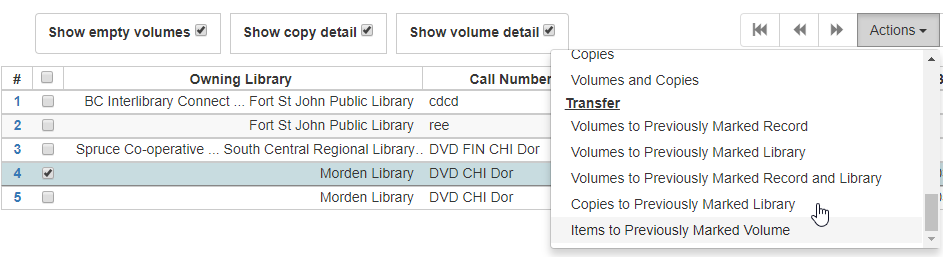 Show empty volumes
Show copy detail
Show volume detail
Actions
Copies
Volumes and Copies
Transfer
Volumes to Previously Marked Record
Volumes to Previously Marked Library
Volumes to Previously Marked Record and Library
Copies to Previously Marked Library
Items to Previously Marked Volume
# Owning Library Call Number
1 BC Interlibrary Connect ... Fort St John Public Library cdcd
2 Fort St John Public Library ree
3 Spruce Co-operative ... South Central Regional Library.. DVD FIN CHI Dor
4 Morden Library DVD CHI Dor
5 Morden Library DVD CHI Dor